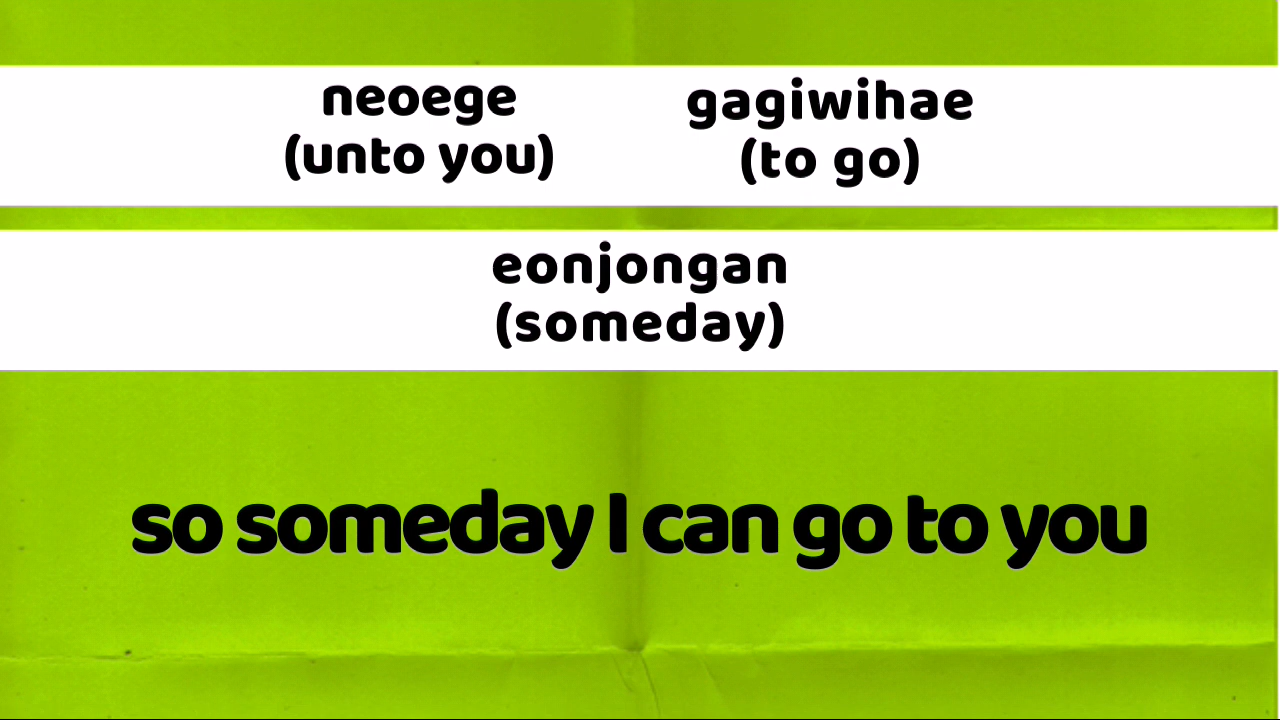 neoege gagiwihae
(unto you) (to go)
eonjongan
(someday)
so someday I can go to you